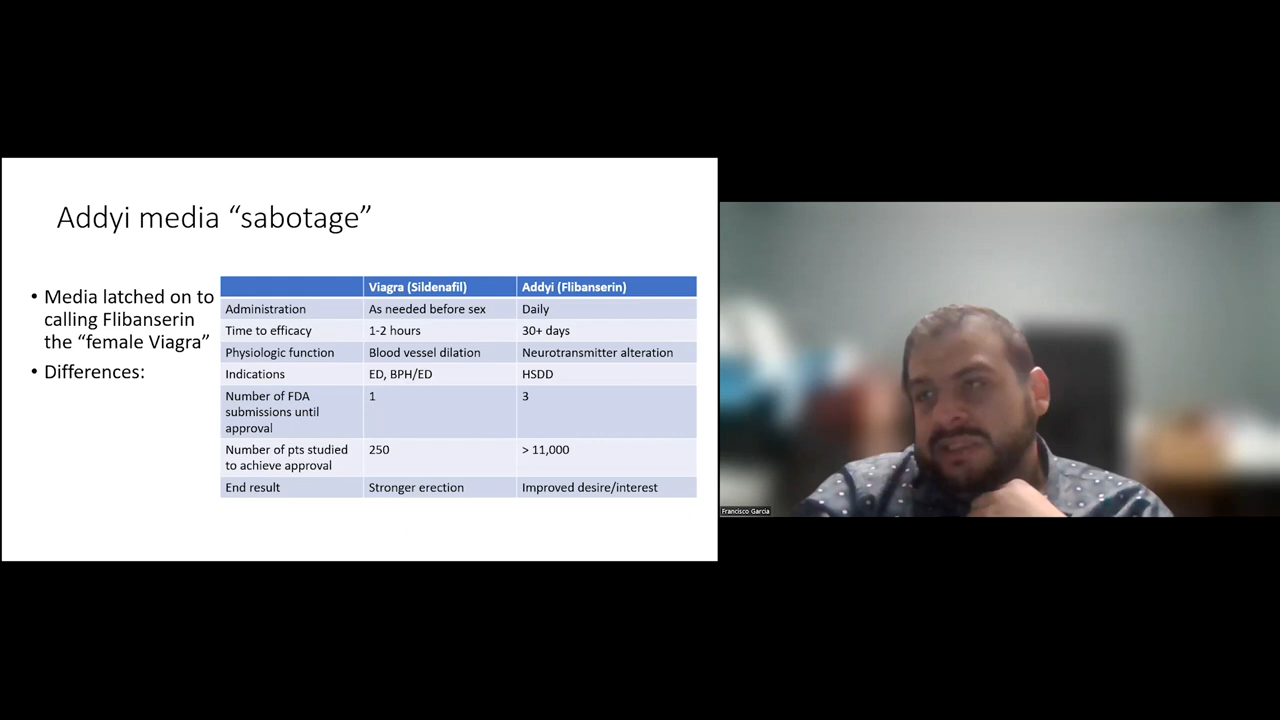 Addyi media “sabotage”
• Media latched on to
calling Flibanserin
the “female Viagra”
• Differences:
Viagra (Sildenafil) Addyi (Flibanserin)
Administration As needed before sex Daily
Time to efficacy 1-2 hours 30+ days
Physiologic function Blood vessel dilation Neurotransmitter alteration
Indications ED, BPH/ED HSDD
Number of FDA 1 3
submissions until
approval
Number of pts studied 250 > 11,000
to achieve approval
End result Stronger erection Improved desire/interest
Francisco Garcia